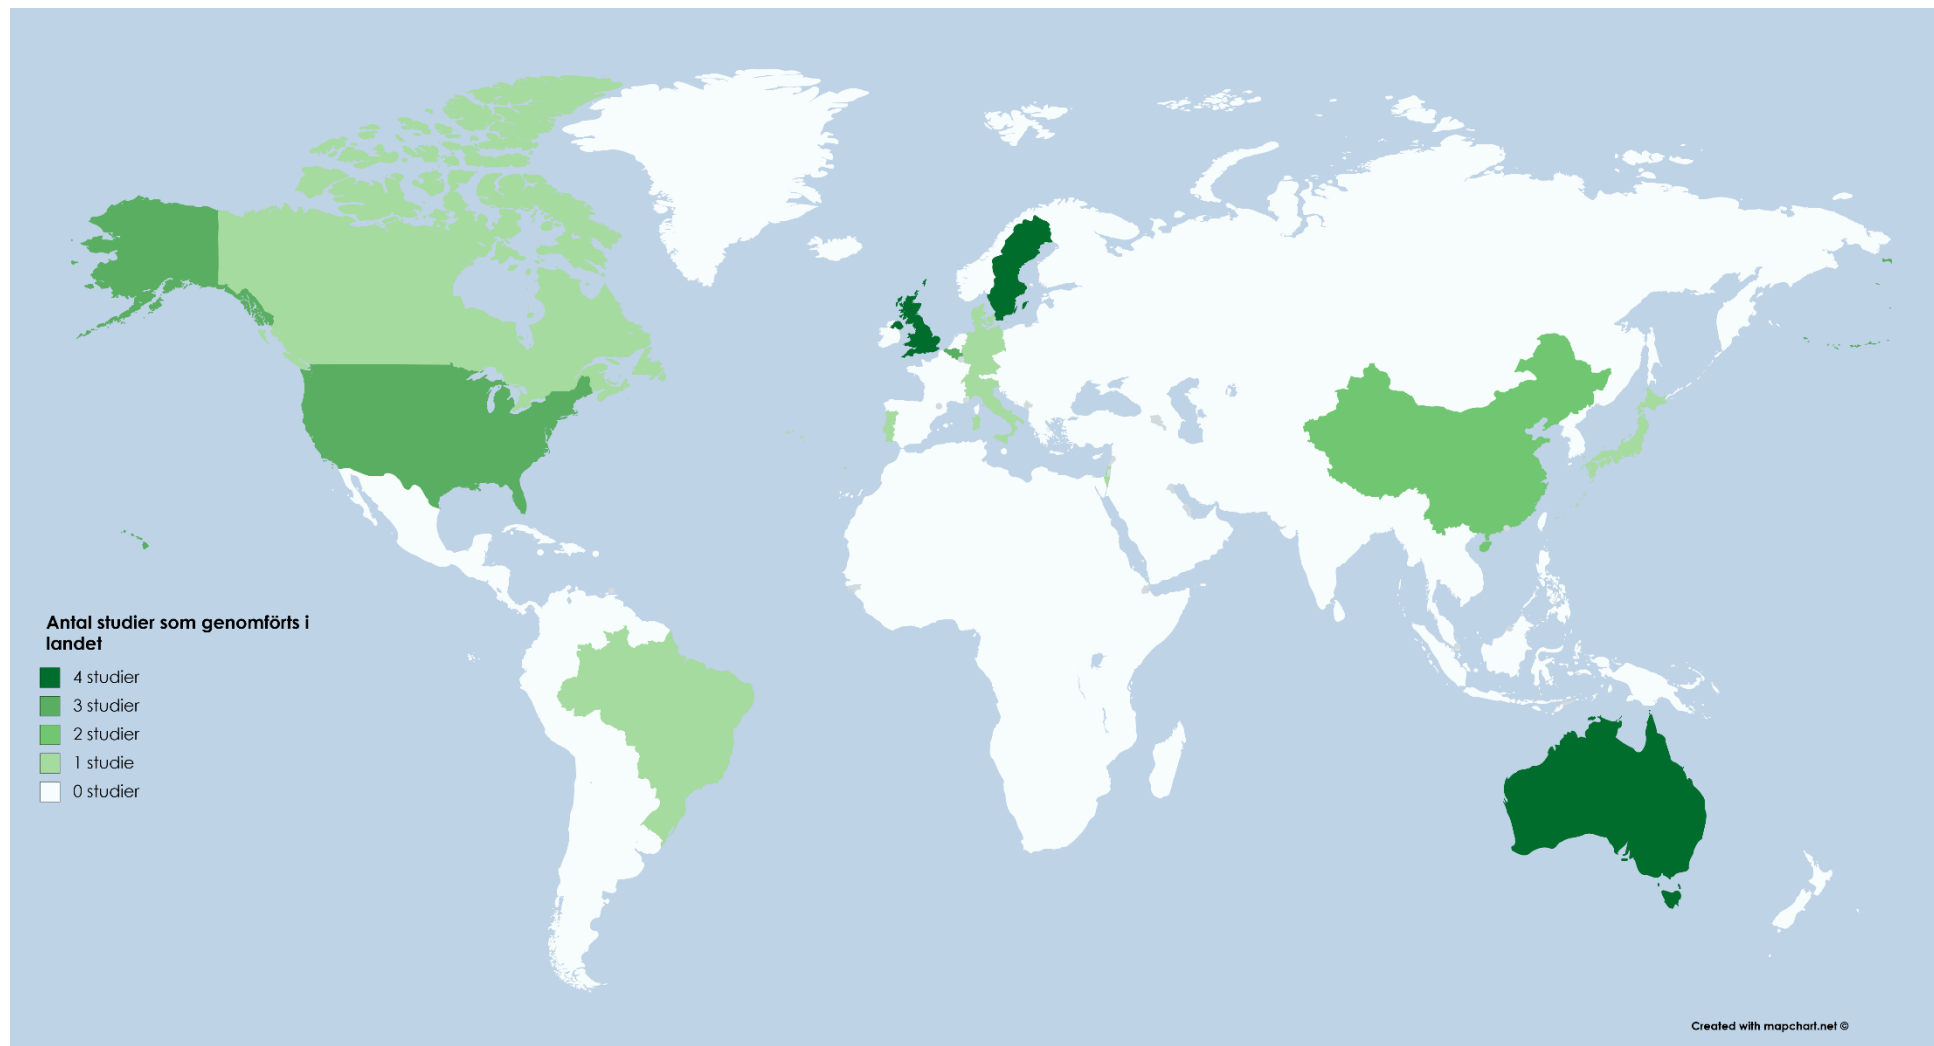 Antal studier som genomförts i
landet
4 studier
3 studier
2 studier
1 studie
0 studier
Created with mapchart.net ©